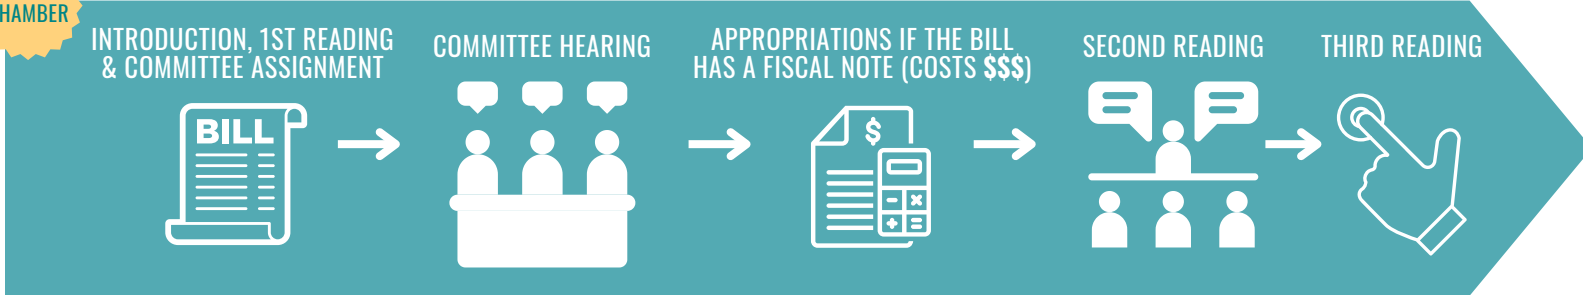 HAMBER
INTRODUCTION, 1ST READING
& COMMITTEE ASSIGNMENT
COMMITTEE HEARING
APPROPRIATIONS IF THE BILL
HAS A FISCAL NOTE (COSTS $$$)
SECOND READING
THIRD READING
BILL
$